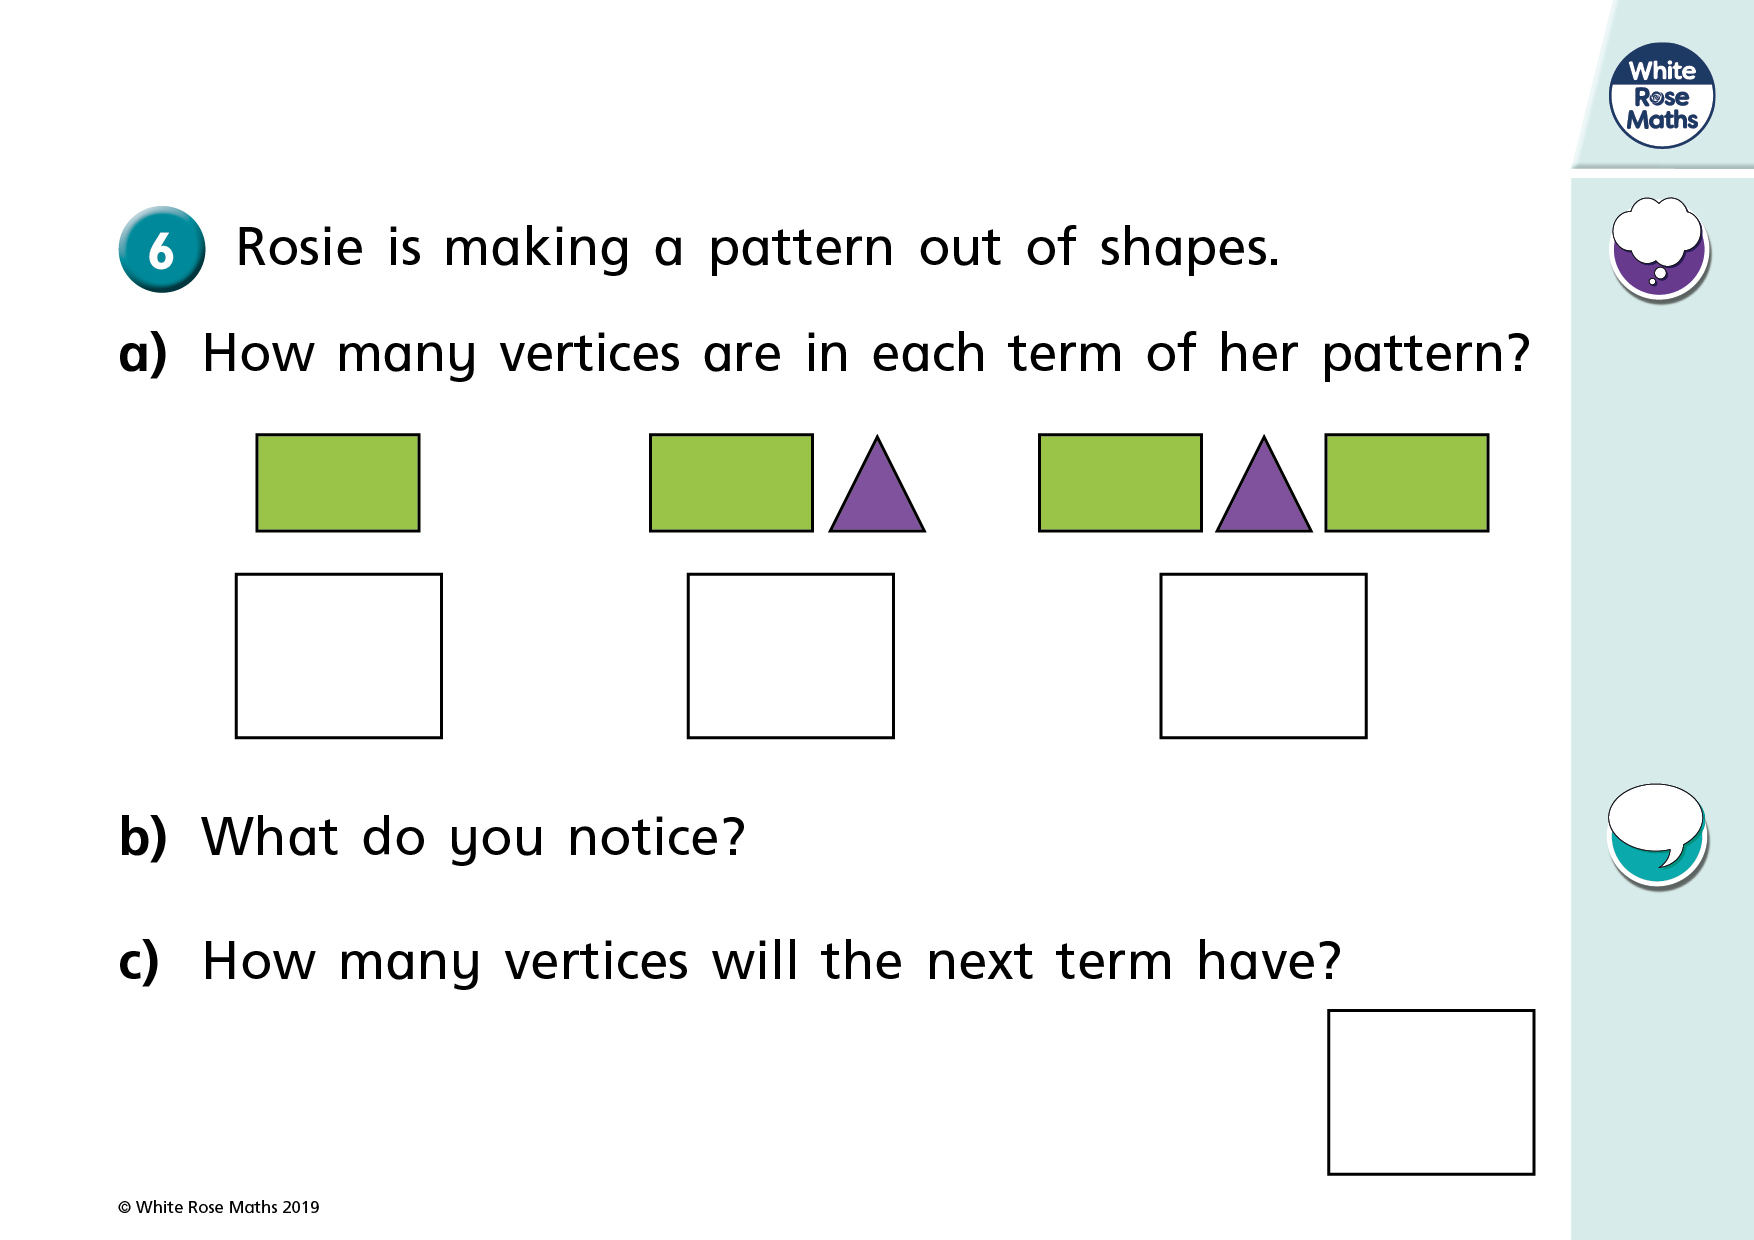 White
Rose
Maths
6 Rosie is making a pattern out of shapes.
a) How many vertices are in each term of her pattern?
b) What do you notice?
c) How many vertices will the next term have?
© White Rose Maths 2019